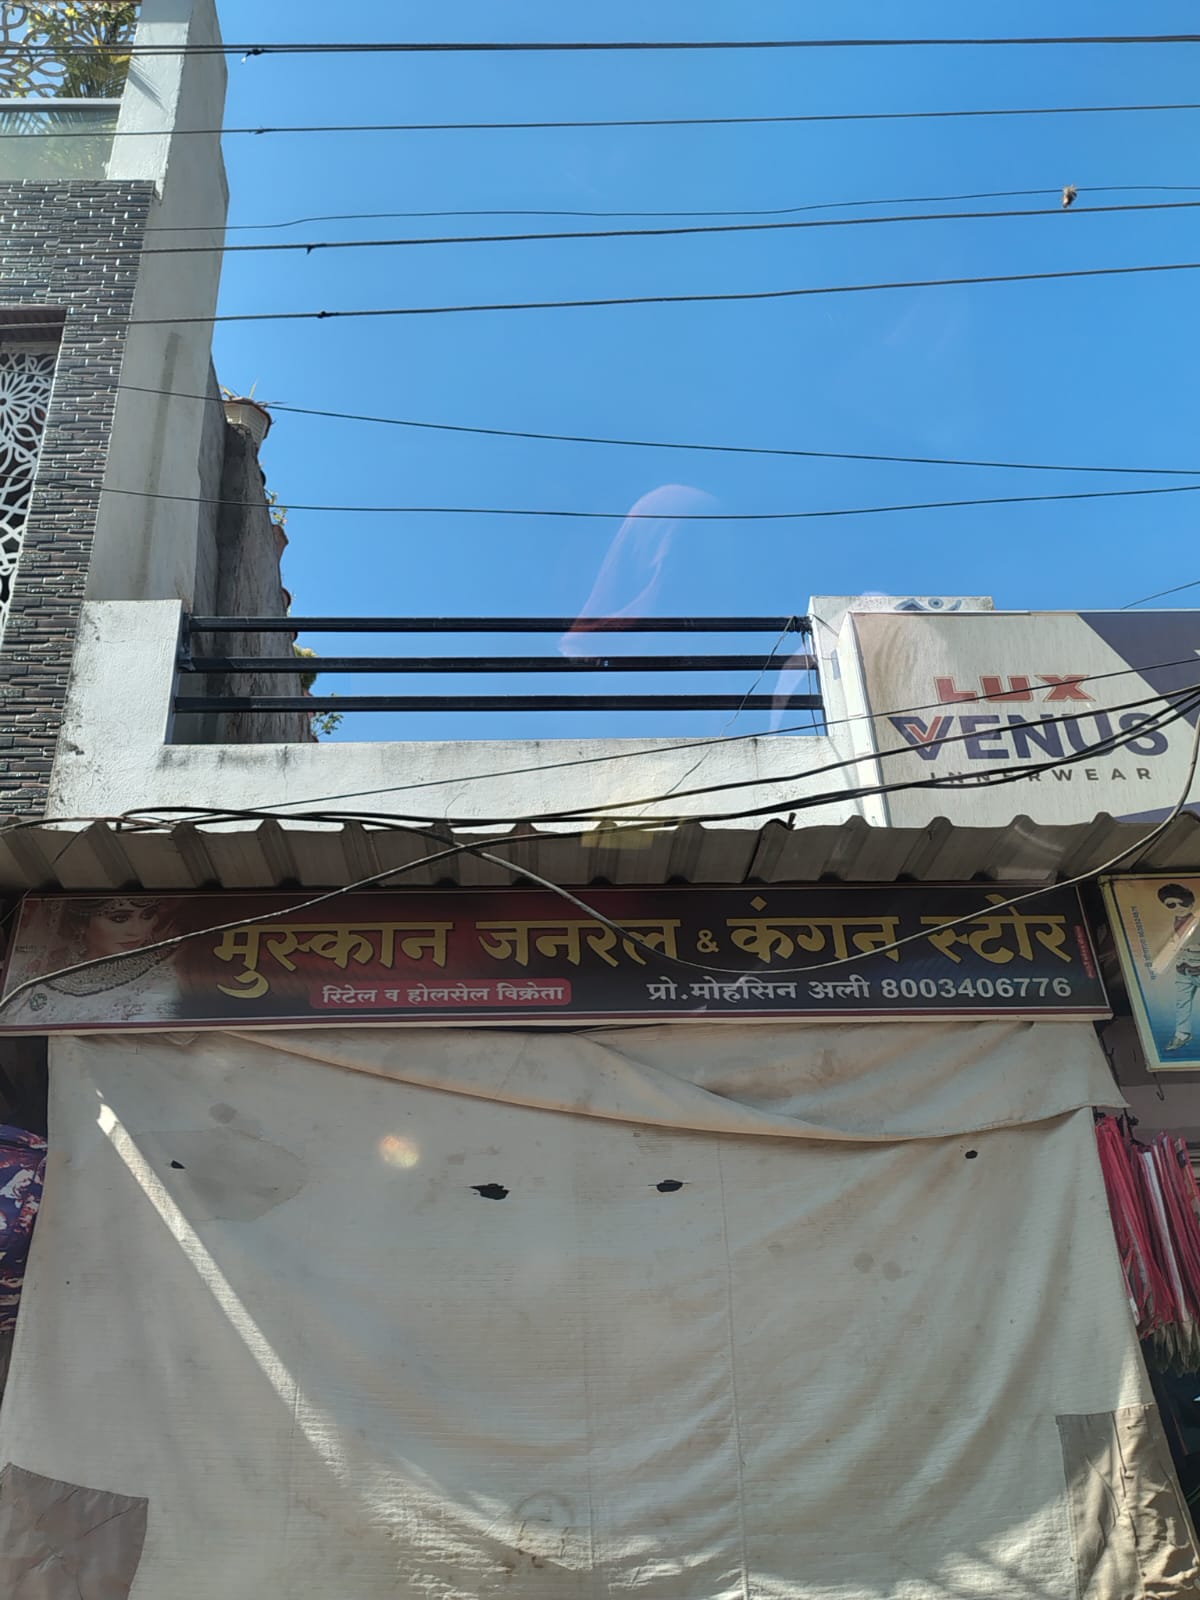 LUX
VENUS
INNERWEAR
मुस्कान जनरल & कंगन स्टोर
रिटेल व होलसेल विक्रेता
प्रो.मोहसिन अली 8003406776